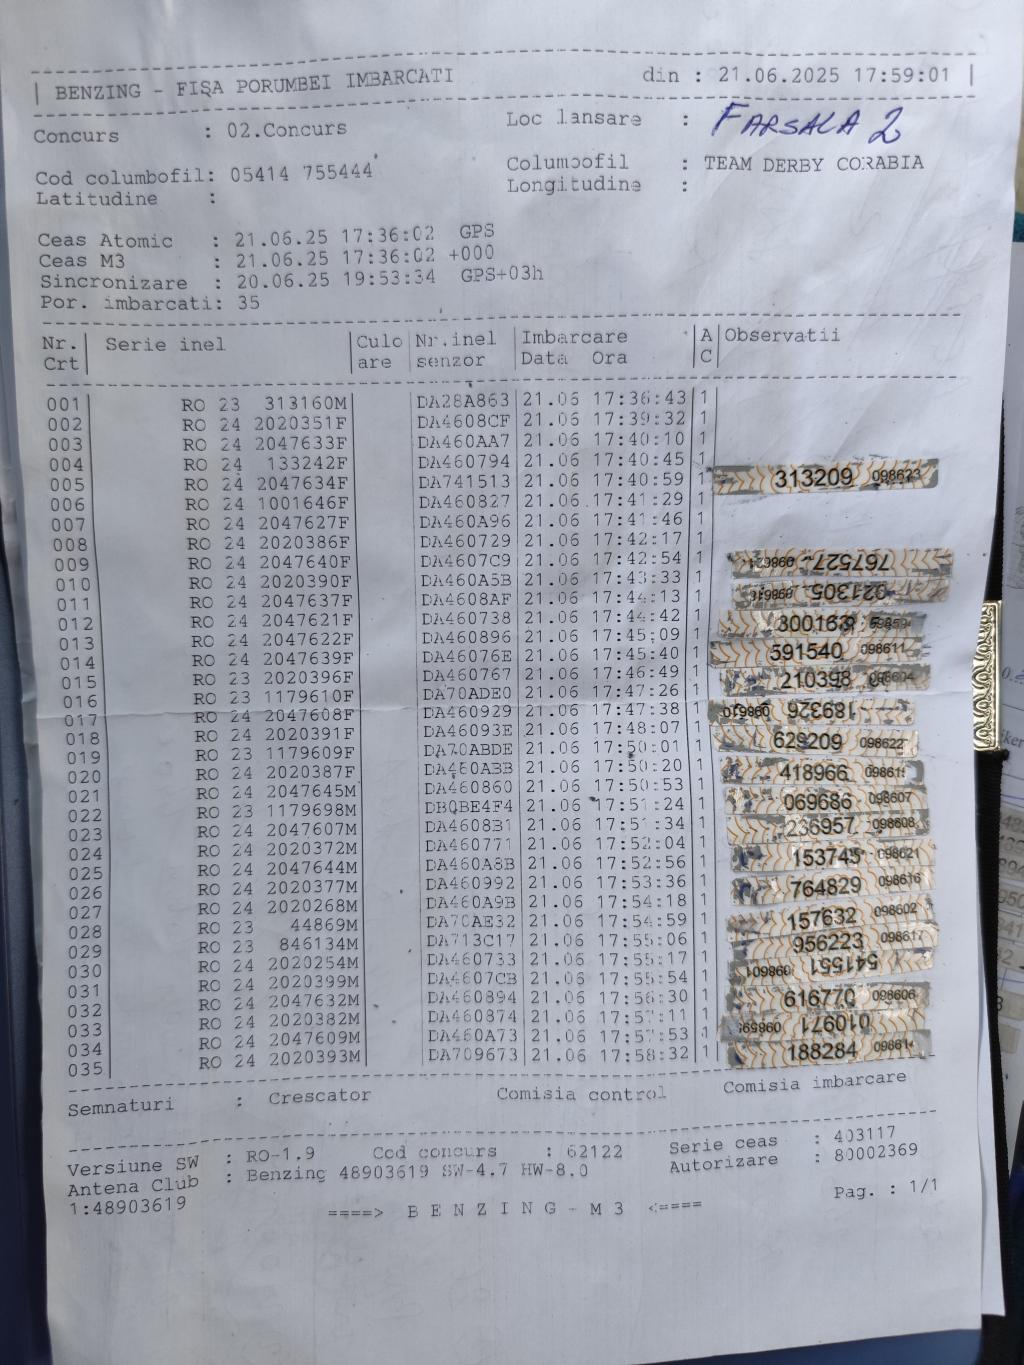 BENZING - FIŞA PORUMBEI IMBARCATI din : 21.06.2025 17:59:01
Concurs : 02.Concurs Loc lansare : FARSALA 2
Cod columbofil: 05414 755444 Columbofil : TEAM DERBY CORABIA
Latitudine : Longitudine :
Ceas Atomic : 21.06.25 17:36:02 GPS
Ceas M3 : 21.06.25 17:36:02 +000
Sincronizare : 20.06.25 19:53:34 GPS+03h
Por. imbarcati: 35
Nr. Crt Serie inel Culoare Nr.inel senzor Imbarcare Data Ora AC Observatii
001 RO 23 313160M DA28A863 21.06 17:36:43 1
002 RO 24 2020351F DA4608CF 21.06 17:39:32 1
003 RO 24 2047633F DA460AA7 21.06 17:40:10 1
004 RO 24 133242F DA460794 21.06 17:40:45 1
005 RO 24 2047634F DA741513 21.06 17:40:59 1 313209 098623
006 RO 24 1001646F DA460827 21.06 17:41:29 1
007 RO 24 2047627F DA460A96 21.06 17:41:46 1
008 RO 24 2020386F DA460729 21.06 17:42:17 1
009 RO 24 2047640F DA4607C9 21.06 17:42:54 1 767527
010 RO 24 2020390F DA460A5B 21.06 17:43:33 1 021305
011 RO 24 2047637F DA4608AF 21.06 17:44:13 1
012 RO 24 2047621F DA460738 21.06 17:44:42 1
013 RO 24 2047622F DA460896 21.06 17:45:09 1 591540 098611
014 RO 24 2047639F DA46076E 21.06 17:45:40 1
015 RO 24 2020396F DA460767 21.06 17:46:49 1 210398 098604
016 RO 23 1179610F DA70ADE0 21.06 17:47:26 1
017 RO 24 2047608F DA460929 21.06 17:47:38 1 189326 098610
018 RO 24 2020391F DA46093E 21.06 17:48:07 1 629209 098622
019 RO 23 1179609F DA70ABDE 21.06 17:50:01 1
020 RO 24 2020387F DA460ABB 21.06 17:50:20 1 418966
021 RO 24 2047645M DA460860 21.06 17:50:53 1
022 RO 23 1179698M DB0BE4F4 21.06 17:51:24 1 069686 098607
023 RO 24 2047607M DA4608B1 21.06 17:51:34 1 236957 098608
024 RO 24 2020372M DA460771 21.06 17:52:04 1 153745 098621
025 RO 24 2047644M DA460A8B 21.06 17:52:56 1
026 RO 24 2020377M DA460992 21.06 17:53:36 1 764829 098616
027 RO 24 2020268M DA460A9B 21.06 17:54:18 1 157632 098602
028 RO 23 44869M DA70AE32 21.06 17:54:59 1
029 RO 23 846134M DA713C17 21.06 17:55:06 1 956223 098617
030 RO 24 2020254M DA460733 21.06 17:55:17 1 541551 098601
031 RO 24 2020399M DA4607CB 21.06 17:55:54 1
032 RO 24 2047632M DA460894 21.06 17:56:30 1 616770 098606
033 RO 24 2020382M DA460874 21.06 17:57:11 1 010971
034 RO 24 2047609M DA460A73 21.06 17:57:53 1 188284
035 RO 24 2020393M DA709673 21.06 17:58:32 1
Semnaturi : Crescator Comisia control Comisia imbarcare
Versiune SW : RO-1.9 Cod concurs : 62122 Serie ceas : 403117
Antena Club : Benzing 48903619 SW-4.7 HW-8.0 Autorizare : 80002369
1:48903619 Pag. : 1/1
====> B E N Z I N G - M 3 <====